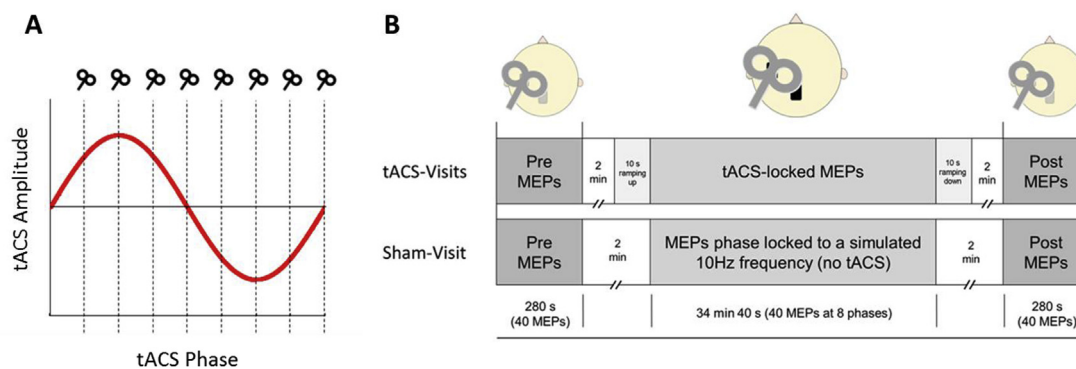 A
tACS Amplitude
tACS Phase
B
tACS-Visits
Pre
MEPs
2
min
10 s
ramping
up
tACS-locked MEPs
10 s
ramping
down
2
min
Post
MEPs
Sham-Visit
Pre
MEPs
2
min
MEPs phase locked to a simulated
10Hz frequency (no tACS)
2
min
Post
MEPs
280 s
(40 MEPs)
34 min 40 s (40 MEPs at 8 phases)
280 s
(40 MEPs)